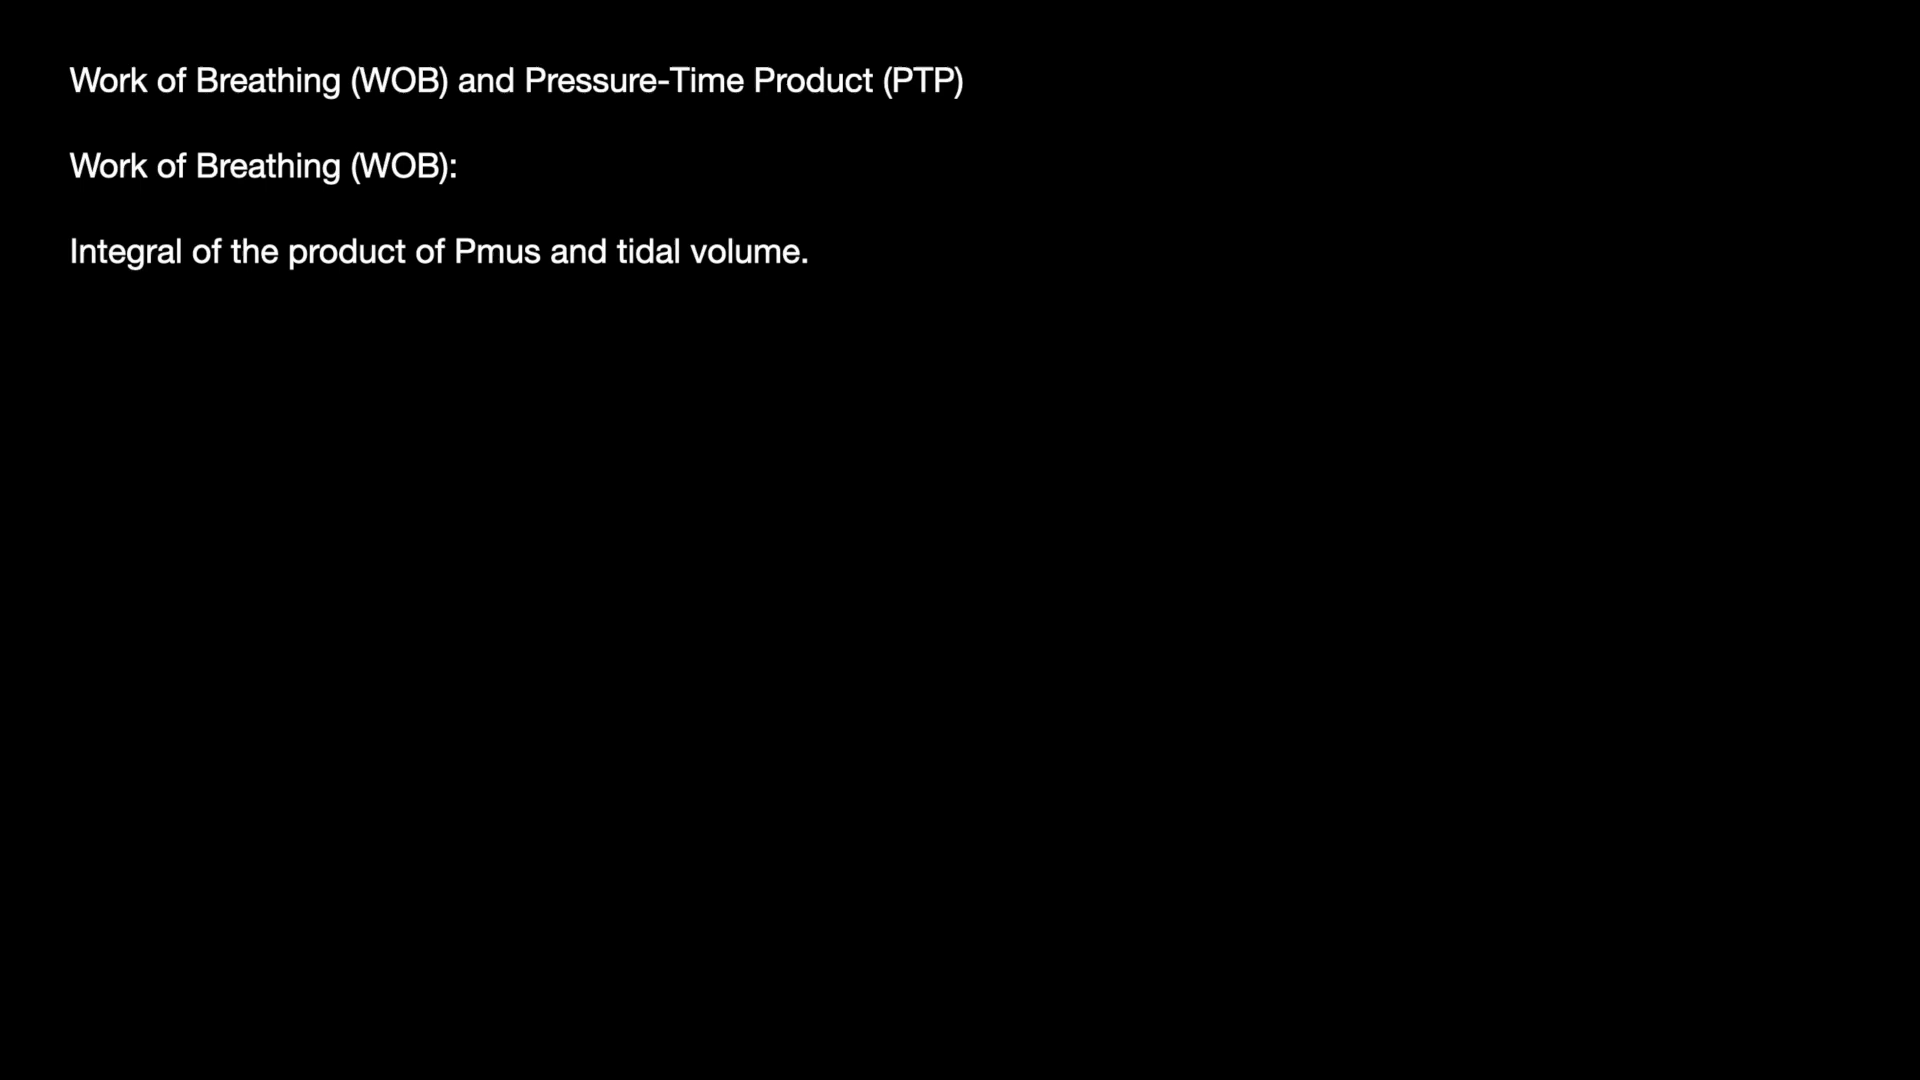 Work of Breathing (WOB) and Pressure-Time Product (PTP)
Work of Breathing (WOB):
Integral of the product of Pmus and tidal volume.